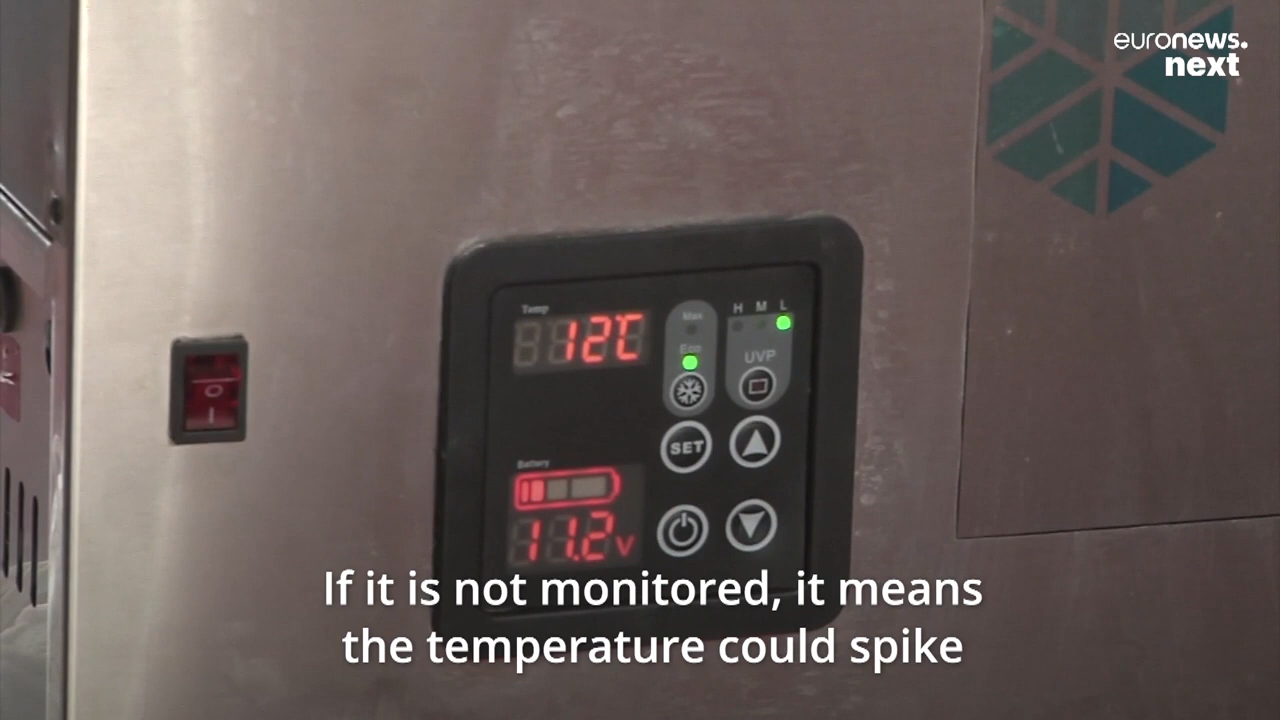 euronews.
next
Temp
12℃
Max
Eco
H M L
UVP
SET
Battery
11.2 V
If it is not monitored, it means
the temperature could spike